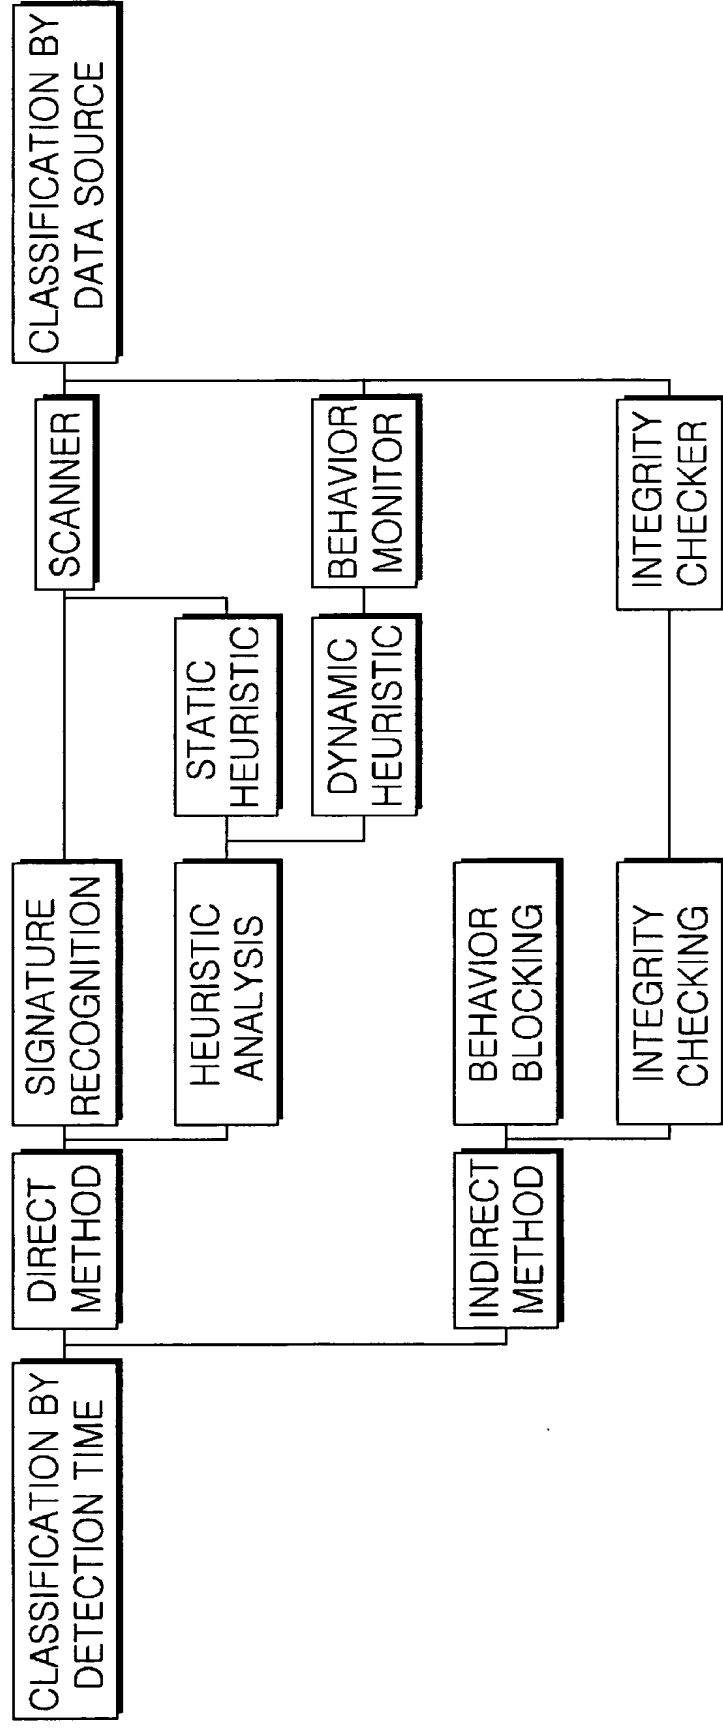 CLASSIFICATION BY
DETECTION TIME
DIRECT
METHOD
SIGNATURE
RECOGNITION
SCANNER
CLASSIFICATION BY
DATA SOURCE
HEURISTIC
ANALYSIS
STATIC
HEURISTIC
DYNAMIC
HEURISTIC
BEHAVIOR
MONITOR
INDIRECT
METHOD
BEHAVIOR
BLOCKING
INTEGRITY
CHECKING
INTEGRITY
CHECKER